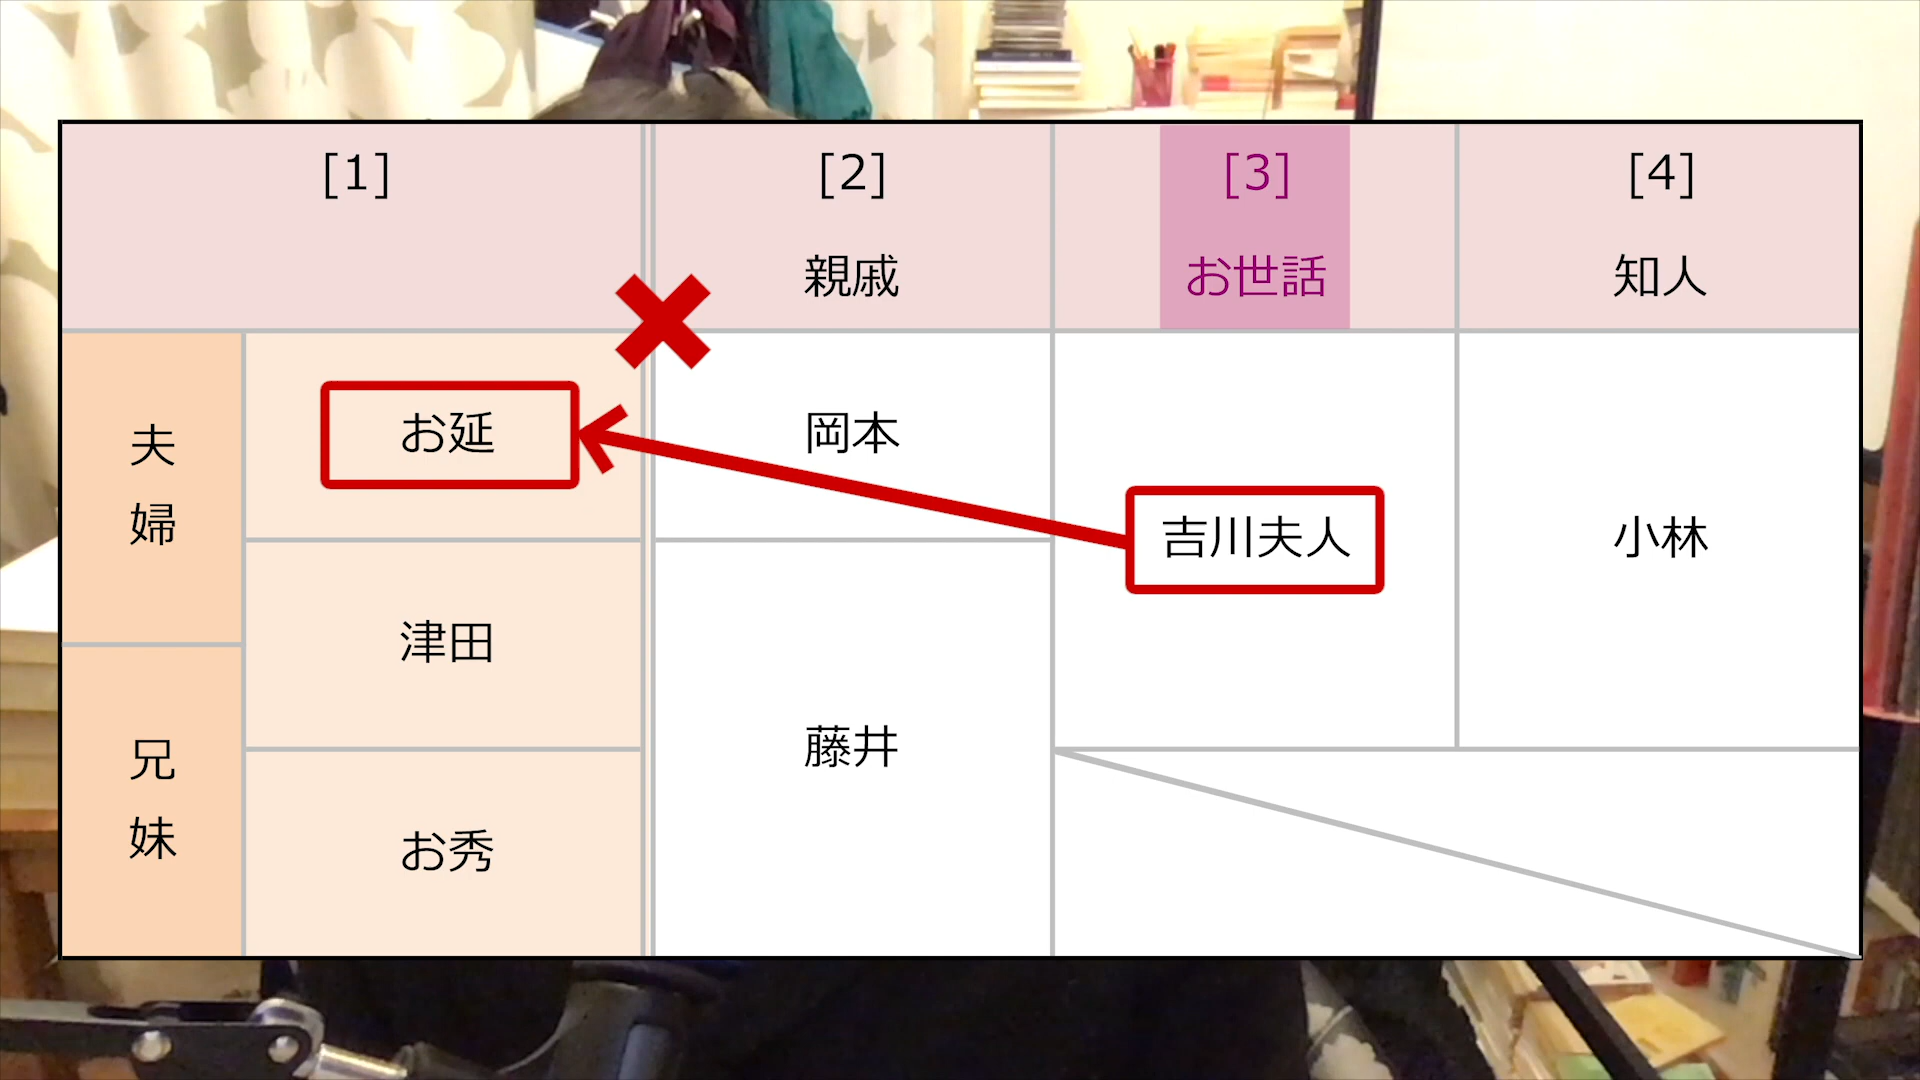 [1]
[2]
親戚
[3]
お世話
[4]
知人
夫婦
お延
岡本
吉川夫人
小林
津田
藤井
兄妹
お秀